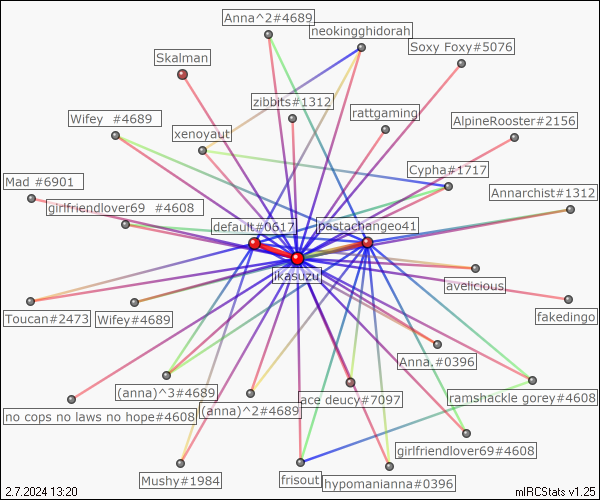 Anna^2#4689
neokingghidorah
Soxy Foxy#5076
Skalman
zibbits#1312
rattgaming
Wifey  #4689
AlpineRooster#2156
xenoyaut
Cypha#1717
Mad #6901
Annarchist#1312
girlfriendlover69  #4608
default#0617
pastachangeo41
ikasuzu
avelicious
Toucan#2473
Wifey#4689
fakedingo
Anna.#0396
(anna)^3#4689
ramshackle gorey#4608
no cops no laws no hope#4608
(anna)^2#4689
ace deucy#7097
girlfriendlover69#4608
Mushy#1984
frisout
hypomanianna#0396
2.7.2024 13:20
mIRCStats v1.25